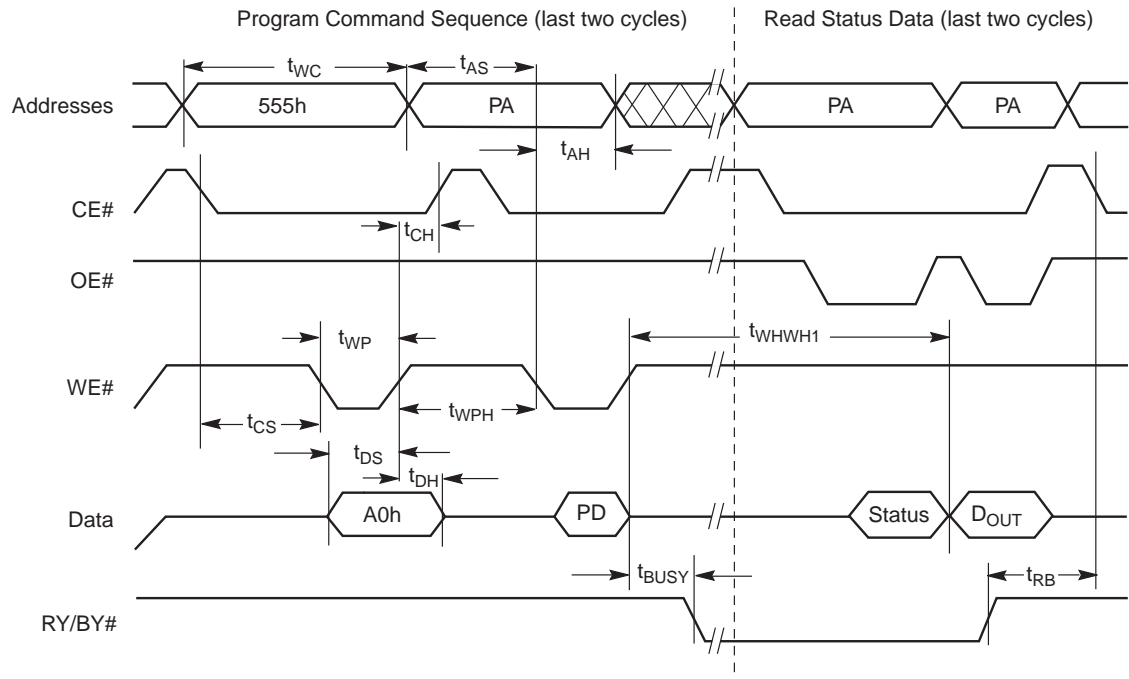 Program Command Sequence (last two cycles)
Read Status Data (last two cycles)
tWC
tAS
Addresses
555h
PA
PA
PA
tAH
CE#
tCH
OE#
tWP
tWHWH1
WE#
tCS
tWPH
tDS
tDH
Data
A0h
PD
Status
DOUT
tBUSY
tRB
RY/BY#